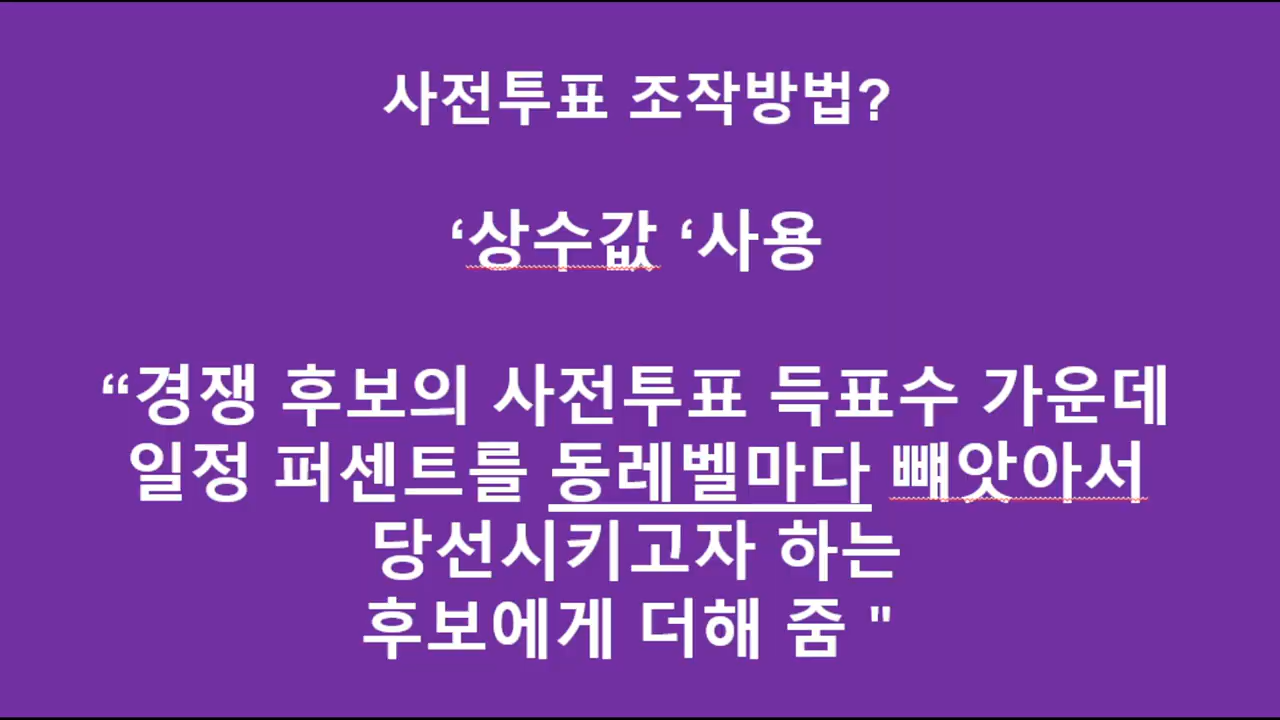 사전투표 조작방법?
‘상수값 ‘사용
“경쟁 후보의 사전투표 득표수 가운데
일정 퍼센트를 동레벨마다 빼앗아서
당선시키고자 하는
후보에게 더해 줌 "